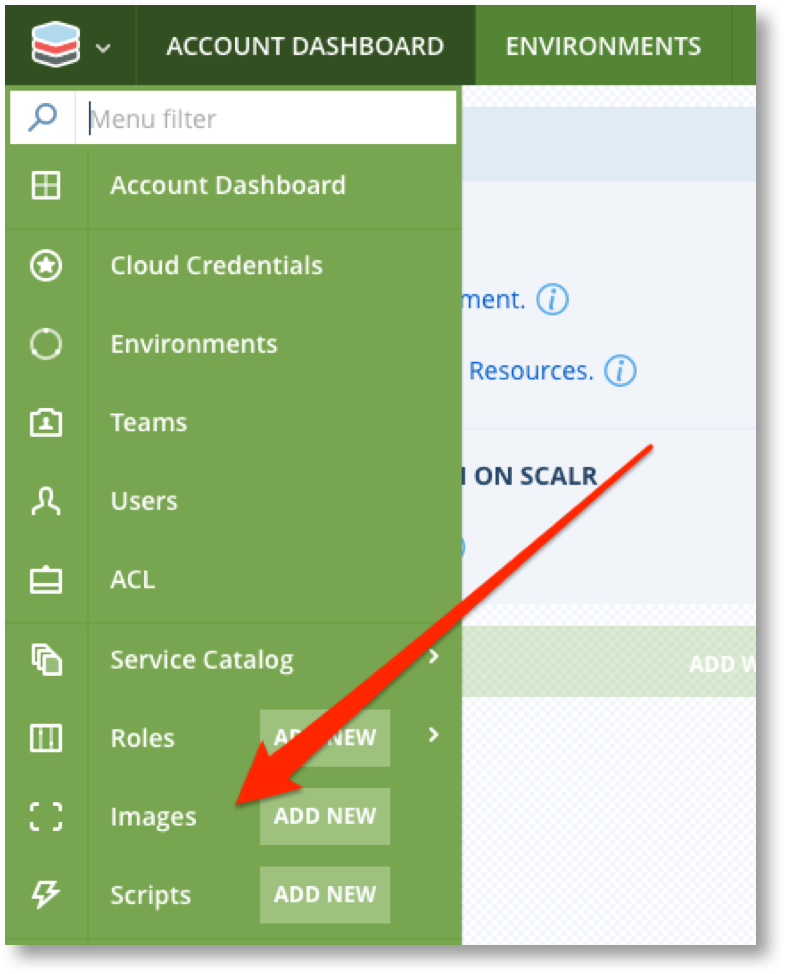 ACCOUNT DASHBOARD ENVIRONMENTS
Menu filter
Account Dashboard
Cloud Credentials
Environments
ment.
Teams
Resources.
Users
ON SCALR
ACL
Service Catalog
ADD
Roles NEW
Images ADD NEW
Scripts ADD NEW